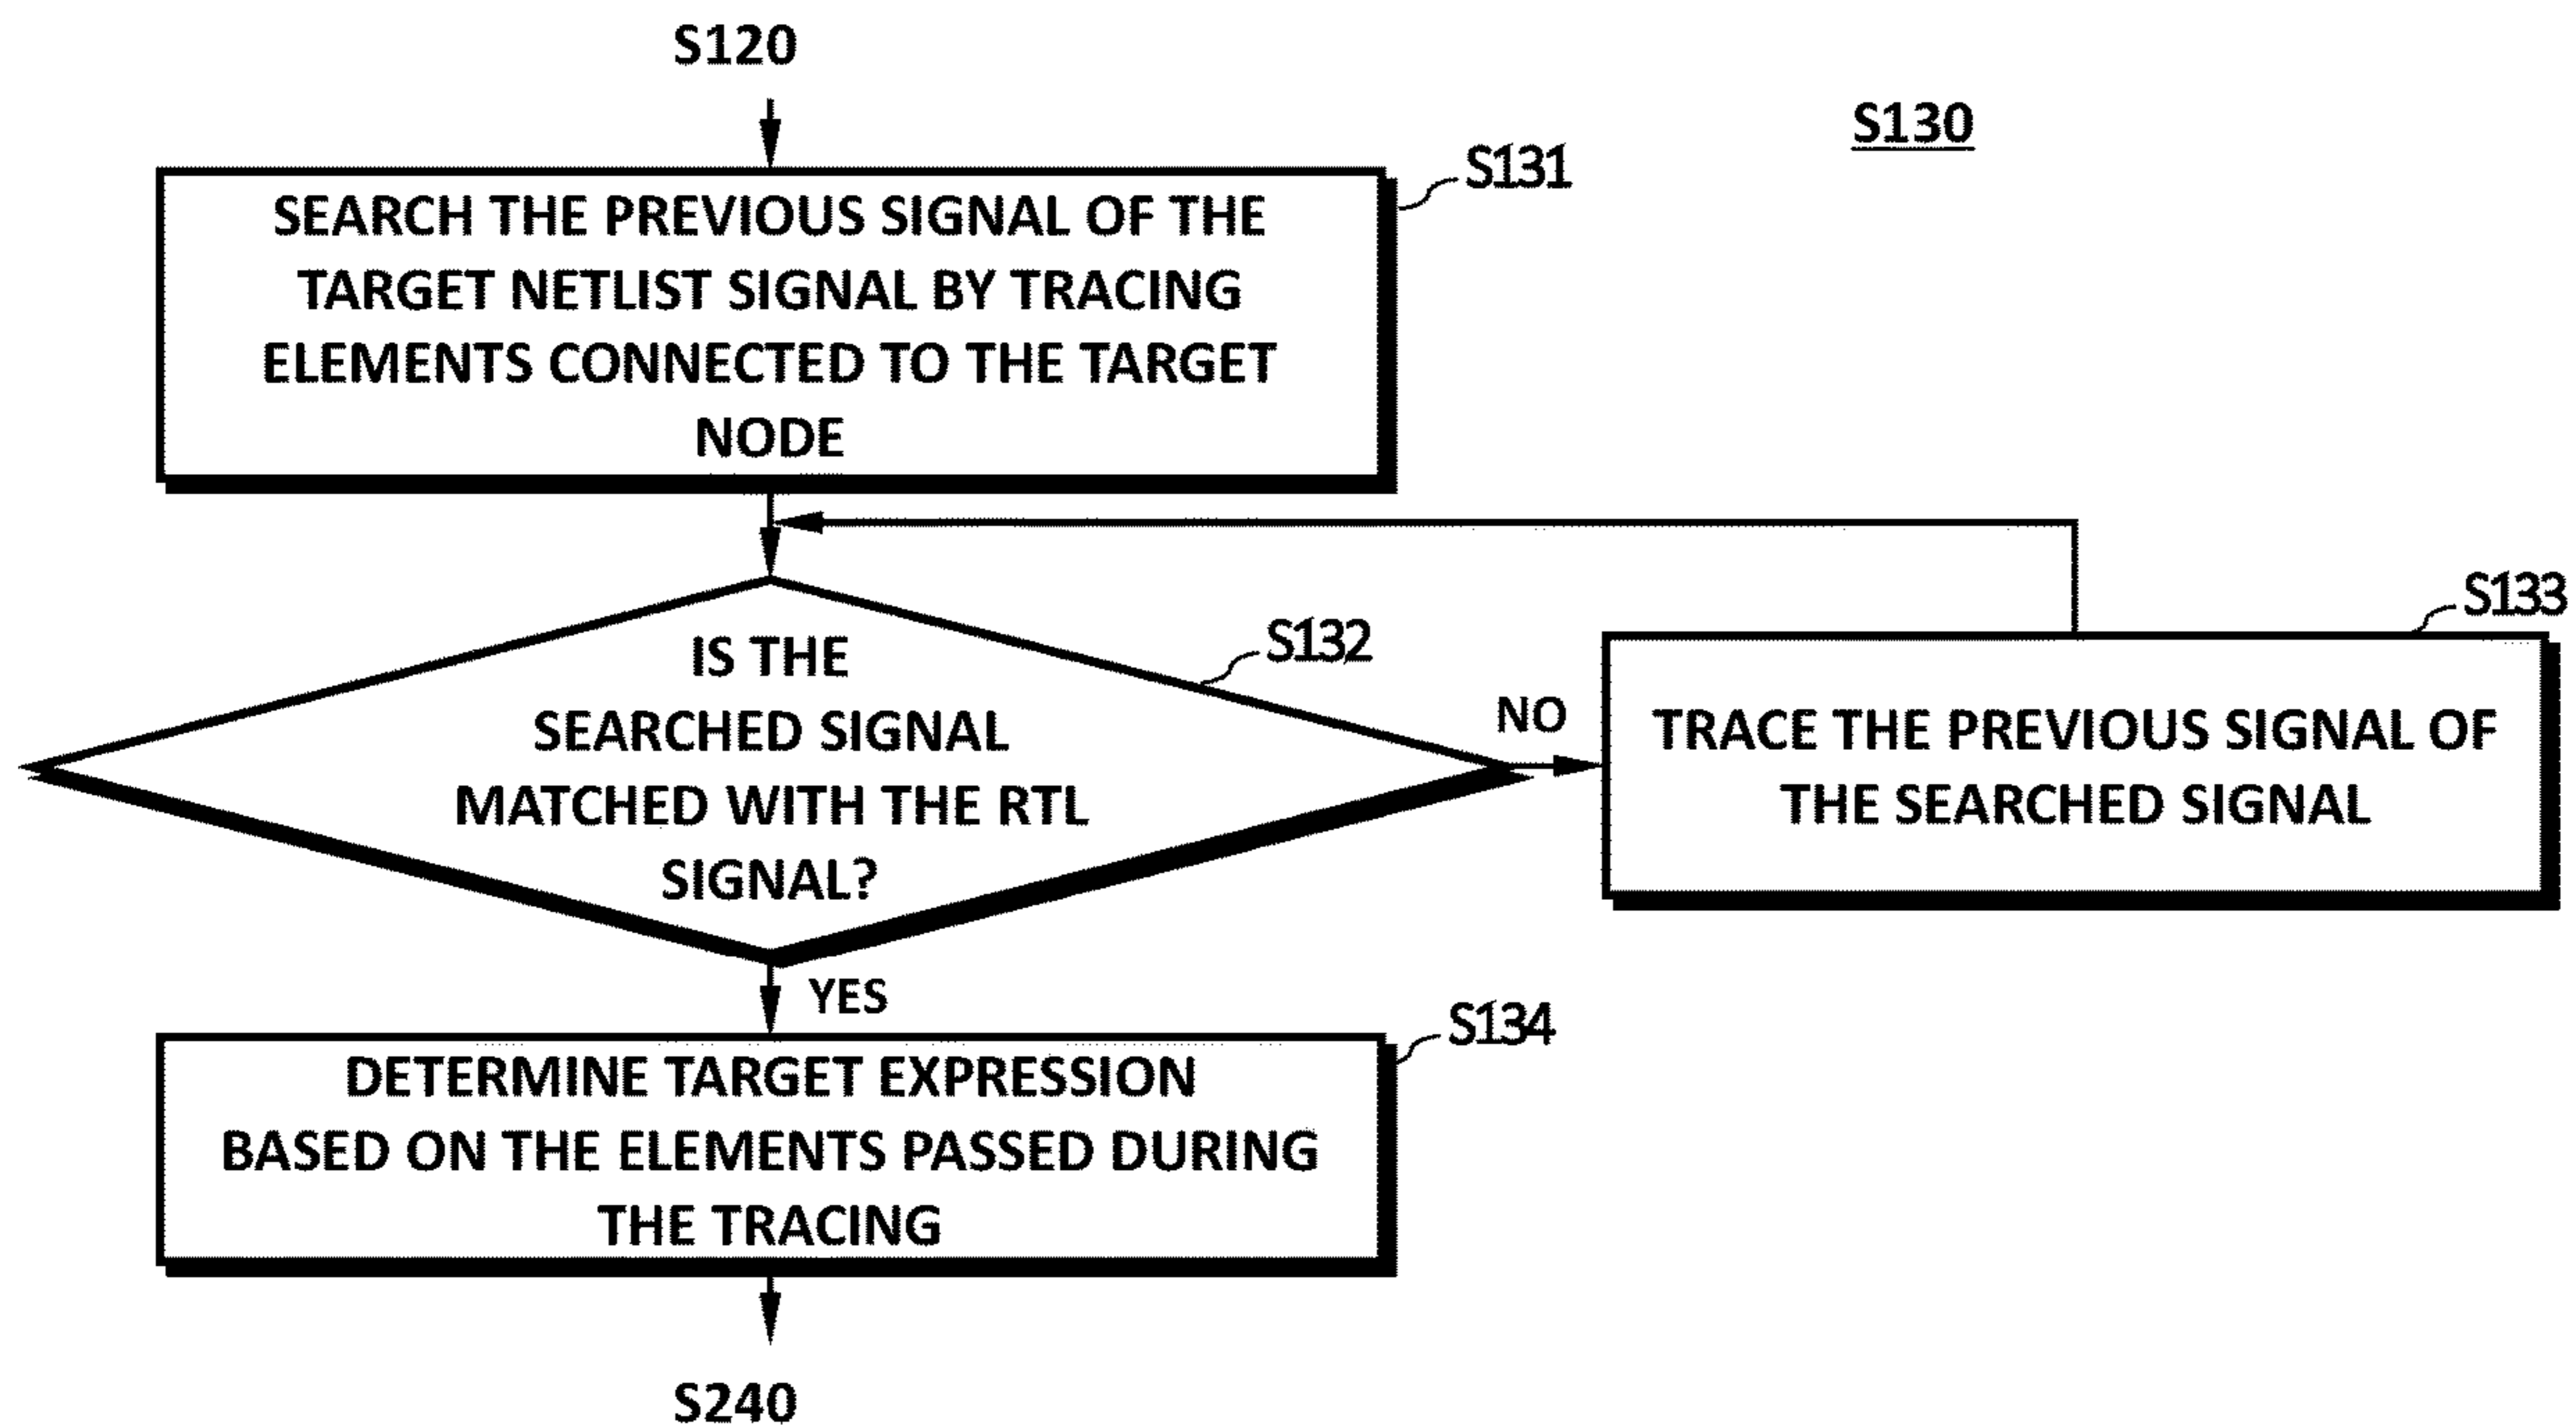 S120
S130
S131
SEARCH THE PREVIOUS SIGNAL OF THE
TARGET NETLIST SIGNAL BY TRACING
ELEMENTS CONNECTED TO THE TARGET
NODE
S132
IS THE
SEARCHED SIGNAL
MATCHED WITH THE RTL
SIGNAL?
NO
S133
TRACE THE PREVIOUS SIGNAL OF
THE SEARCHED SIGNAL
YES
S134
DETERMINE TARGET EXPRESSION
BASED ON THE ELEMENTS PASSED DURING
THE TRACING
S240